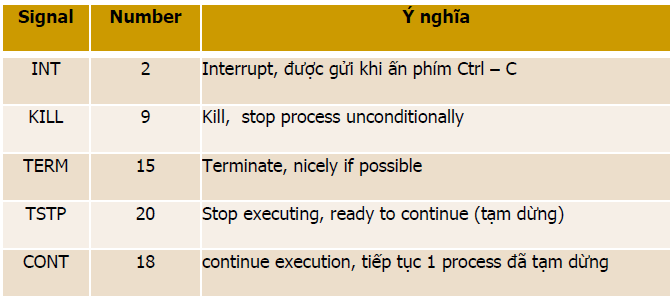 Signal Number Ý nghĩa
INT 2 Interrupt, được gửi khi ấn phím Ctrl – C
KILL 9 Kill, stop process unconditionally
TERM 15 Terminate, nicely if possible
TSTP 20 Stop executing, ready to continue (tạm dừng)
CONT 18 continue execution, tiếp tục 1 process đã tạm dừng